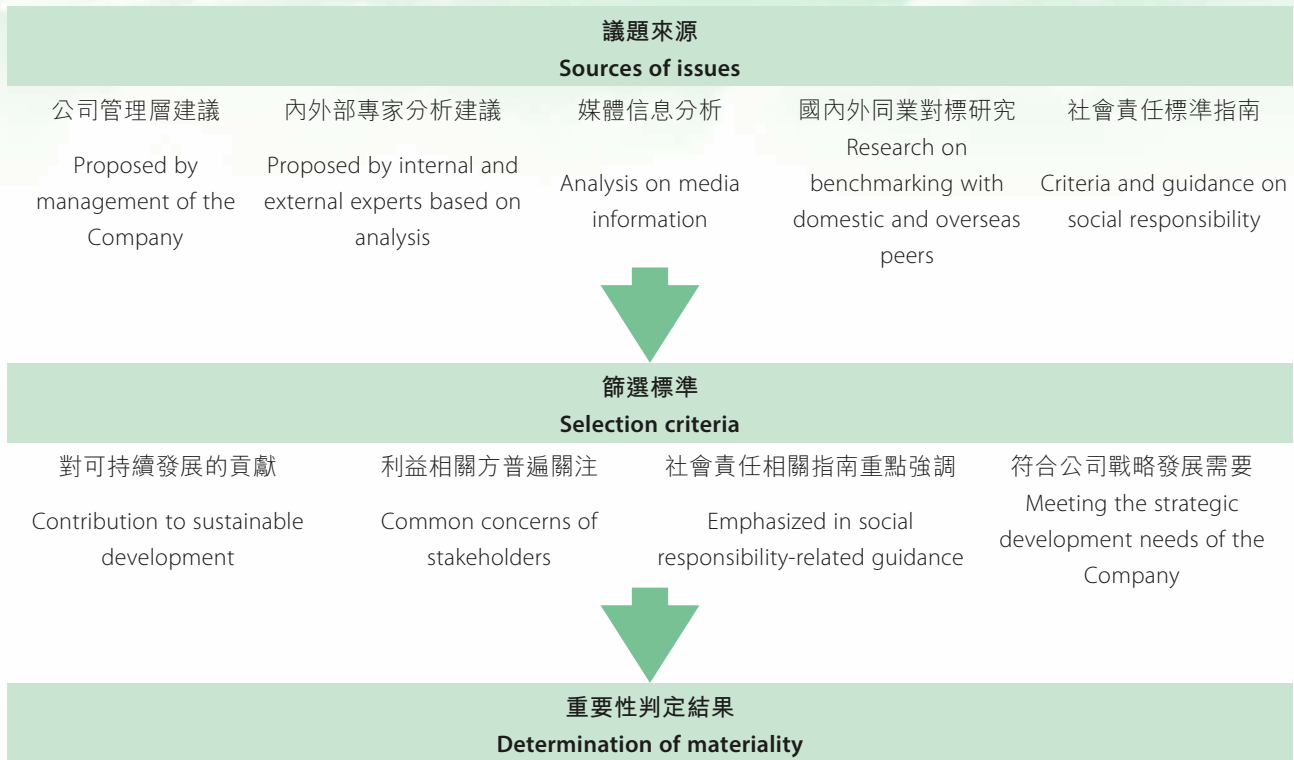 議題來源
Sources of issues
公司管理層建議
Proposed by
management of the
Company
內外部專家分析建議
Proposed by internal and
external experts based on
analysis
媒體信息分析
Analysis on media
information
國內外同業對標研究
Research on
benchmarking with
domestic and overseas
peers
社會責任標準指南
Criteria and guidance on
social responsibility
篩選標準
Selection criteria
對可持續發展的貢獻
Contribution to sustainable
development
利益相關方普遍關注
Common concerns of
stakeholders
社會責任相關指南重點強調
Emphasized in social
responsibility-related guidance
符合公司戰略發展需要
Meeting the strategic
development needs of the
Company
重要性判定結果
Determination of materiality